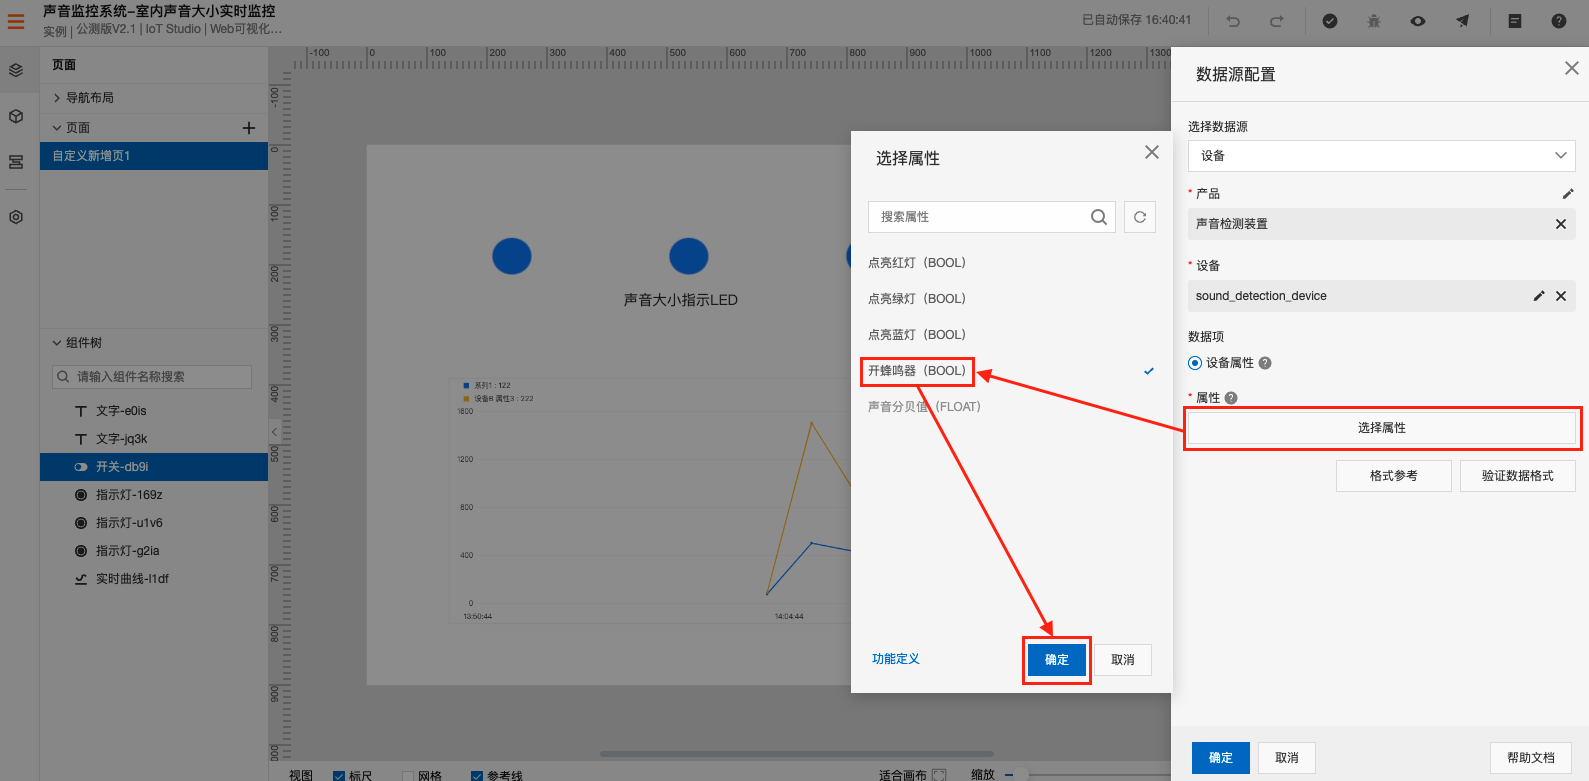 声音监控系统-室内声音大小实时监控
实例 | 公测版V2.1 | IoT Studio | Web可视化...
已自动保存 16:40:41
页面
导航布局
页面
自定义新增页1
组件树
请输入组件名称搜索
文字-e0is
文字-jq3k
开关-db9i
指示灯-169z
指示灯-u1v6
指示灯-g2ia
实时曲线-l1df
-100 0 100 200 300 400 500 600 700 800 900 1000 1100 1200 1300
-100
0
100
200
300
400
500
600
700
800
900
声音大小指示LED
系列1 : 122
设备B 属性3 : 222
1600
1200
800
400
0
13:50:44 14:04:44
视图 标尺 网格 参考线 适合画布 缩放
选择属性
搜索属性
点亮红灯（BOOL）
点亮绿灯（BOOL）
点亮蓝灯（BOOL）
开蜂鸣器（BOOL）
声音分贝值（FLOAT）
功能定义 确定 取消
数据源配置
选择数据源
设备
* 产品
声音检测装置
* 设备
sound_detection_device
数据项
设备属性
* 属性
选择属性
格式参考 验证数据格式
确定 取消 帮助文档